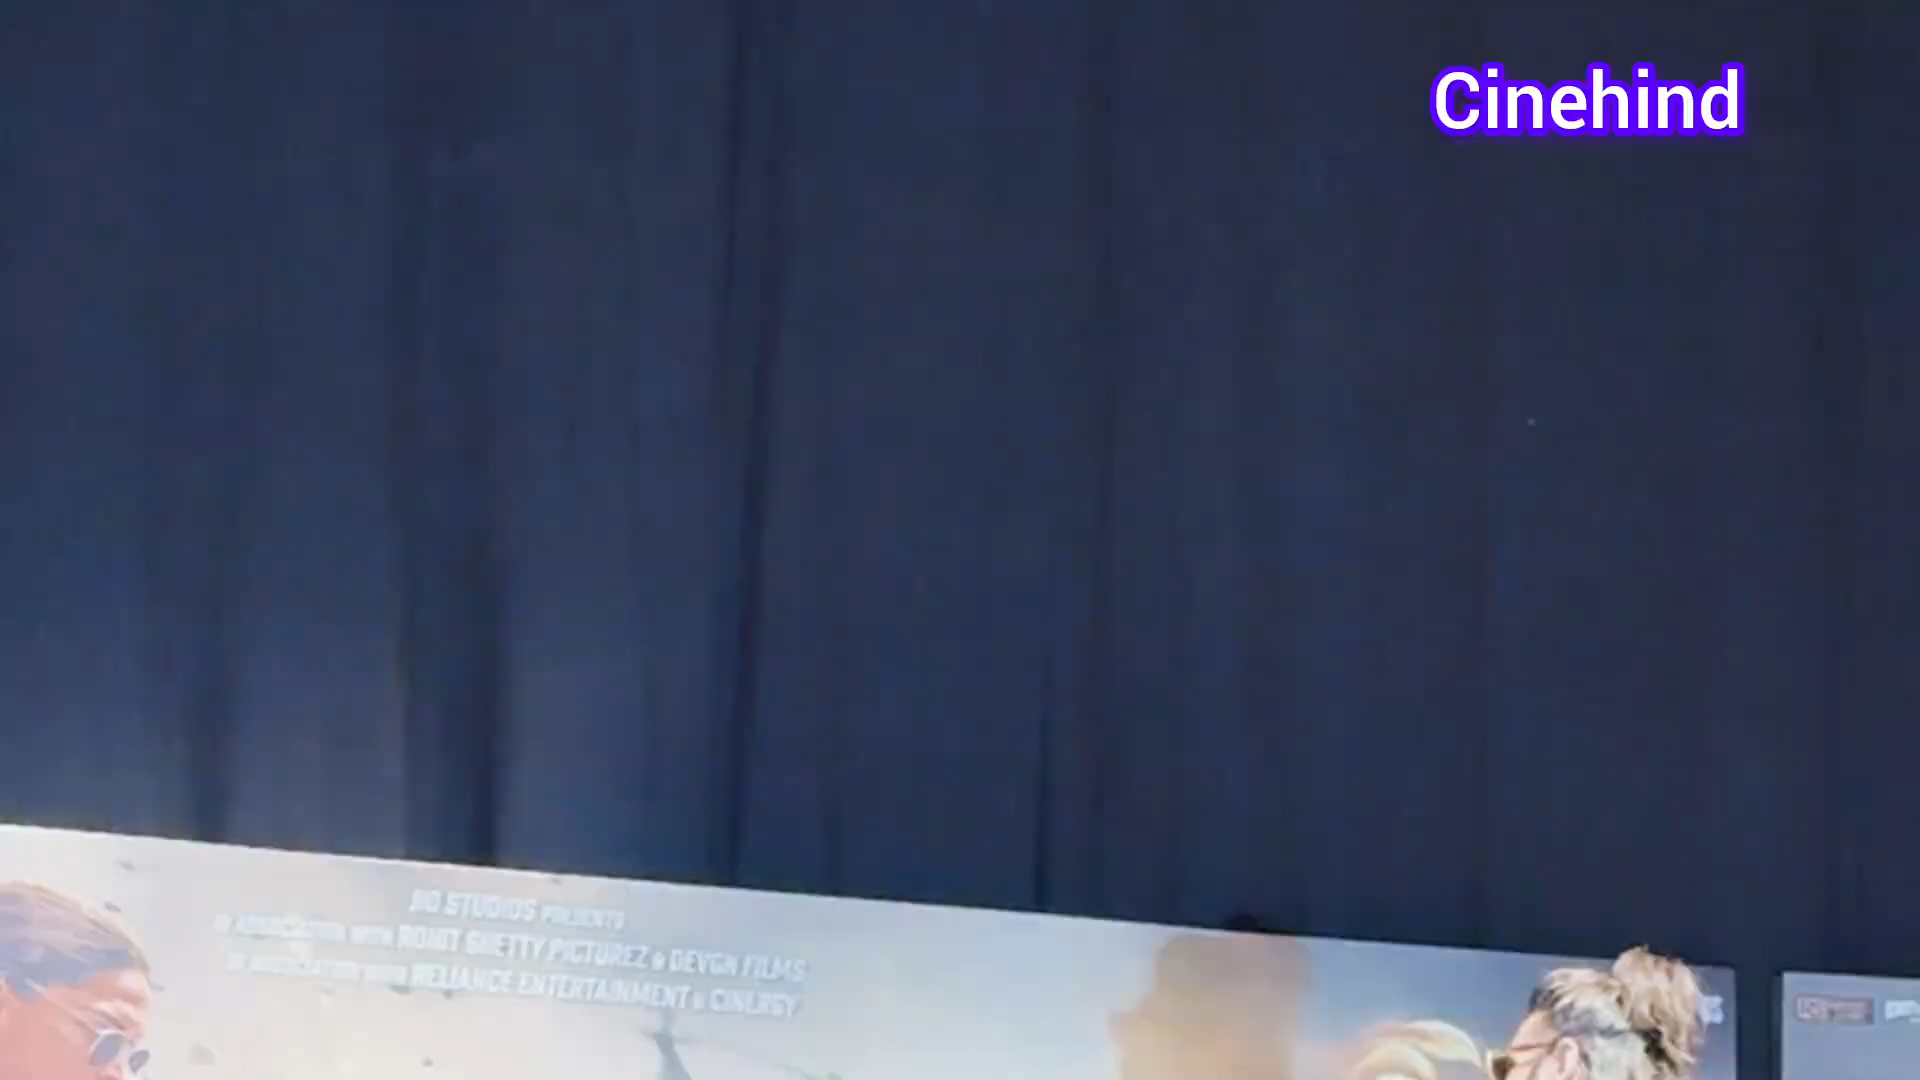 Cinehind
JIO STUDIOS PRESENTS
IN ASSOCIATION WITH ROHIT SHETTY PICTUREZ & DEVGN FILMS
IN ASSOCIATION WITH RELIANCE ENTERTAINMENT & CINERGY